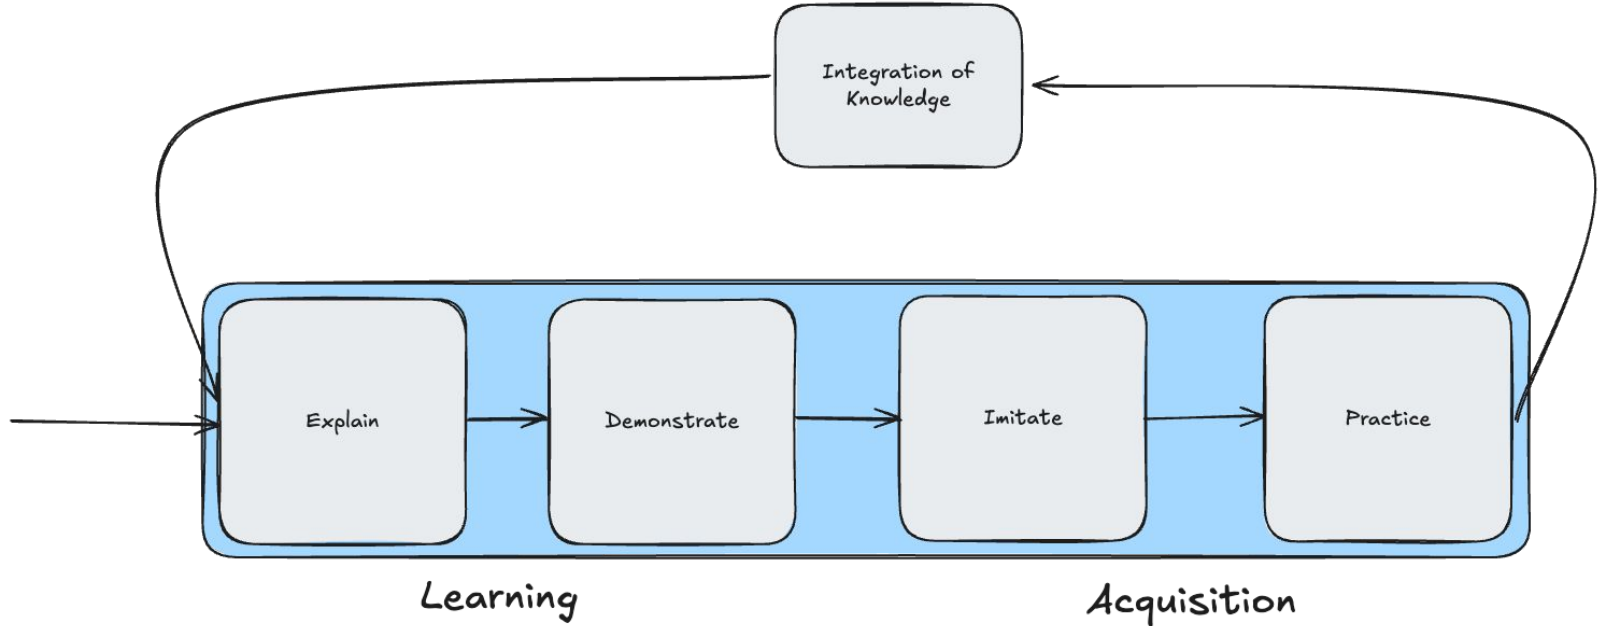 Integration of
Knowledge
Explain
Demonstrate
Imitate
Practice
Learning
Acquisition